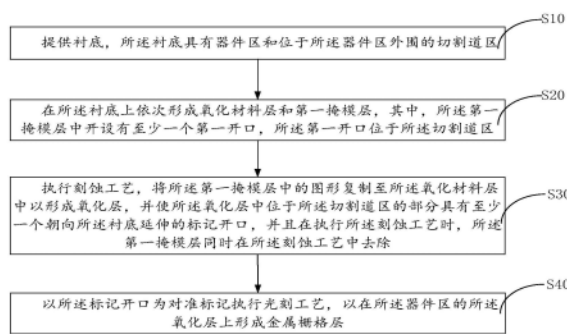 S10
提供衬底，所述衬底具有器件区和位于所述器件区外围的切割道区
S20
在所述衬底上依次形成氧化材料层和第一掩模层，其中，所述第一
掩模层中开设有至少一个第一开口，所述第一开口位于所述切割道区
S30
执行刻蚀工艺，将所述第一掩模层中的图形复制至所述氧化材料层
中以形成氧化层，并使所述氧化层中位于所述切割道区的部分具有至少
一个朝向所述衬底延伸的标记开口，并且在执行所述刻蚀工艺时，所述
第一掩模层同时在所述刻蚀工艺中去除
S40
以所述标记开口为对准标记执行光刻工艺，以在所述器件区的所述
氧化层上形成金属栅格层